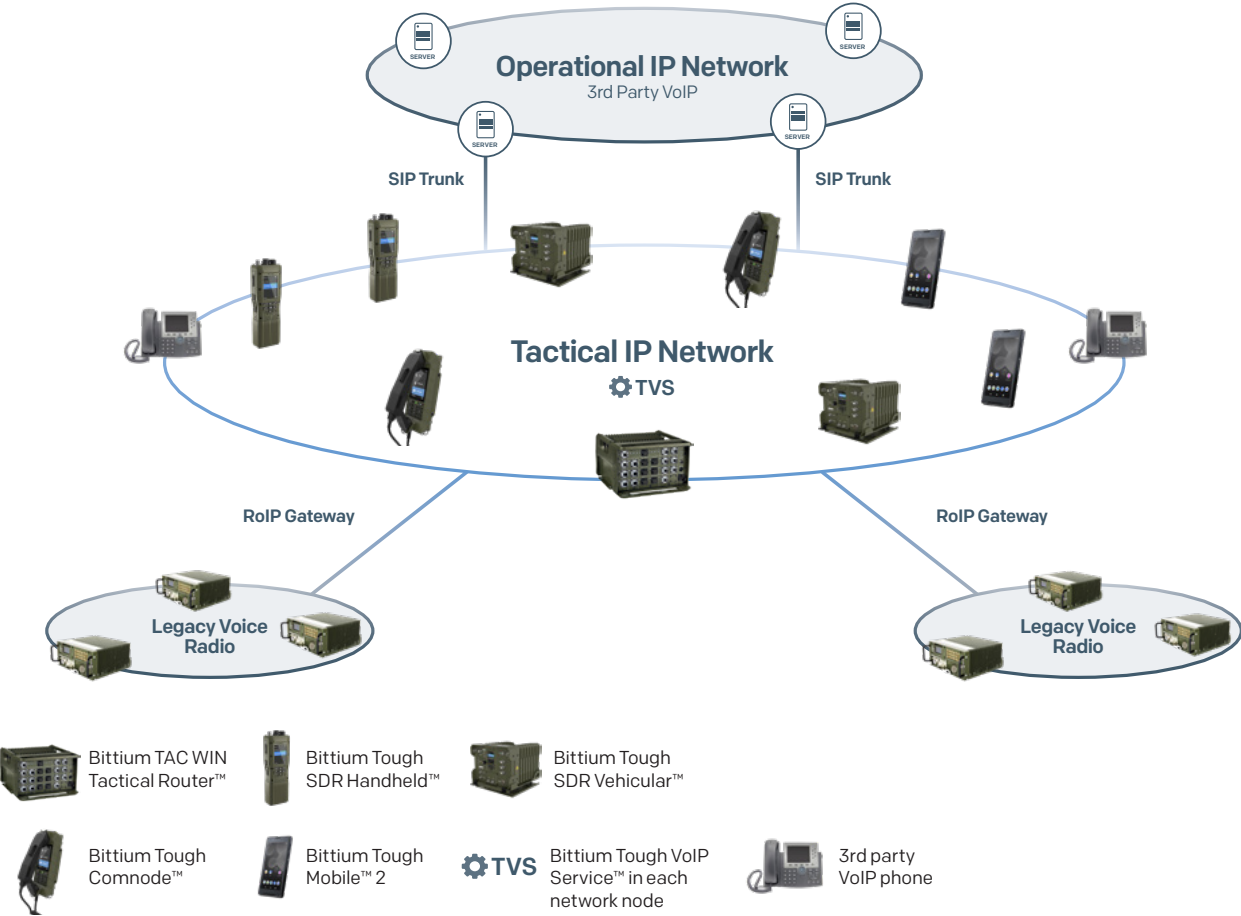 SERVER
SERVER
Operational IP Network
3rd Party VoIP
SERVER
SERVER
SIP Trunk
SIP Trunk
Tactical IP Network
TVS
RoIP Gateway
RoIP Gateway
Legacy Voice
Radio
Legacy Voice
Radio
Bittium TAC WIN
Tactical Router™
Bittium Tough
SDR Handheld™
Bittium Tough
SDR Vehicular™
Bittium Tough
Comnode™
Bittium Tough
Mobile™ 2
TVS
Bittium Tough VoIP
Service™ in each
network node
3rd party
VoIP phone